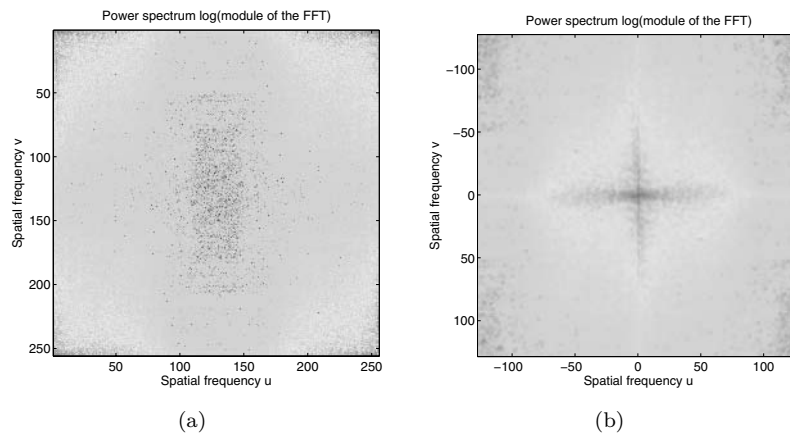 Power spectrum log(module of the FFT)
50
100
150
200
250
Spatial frequency v
50 100 150 200 250
Spatial frequency u
(a)
Power spectrum log(module of the FFT)
−100
−50
0
50
100
Spatial frequency v
−100 −50 0 50 100
Spatial frequency u
(b)